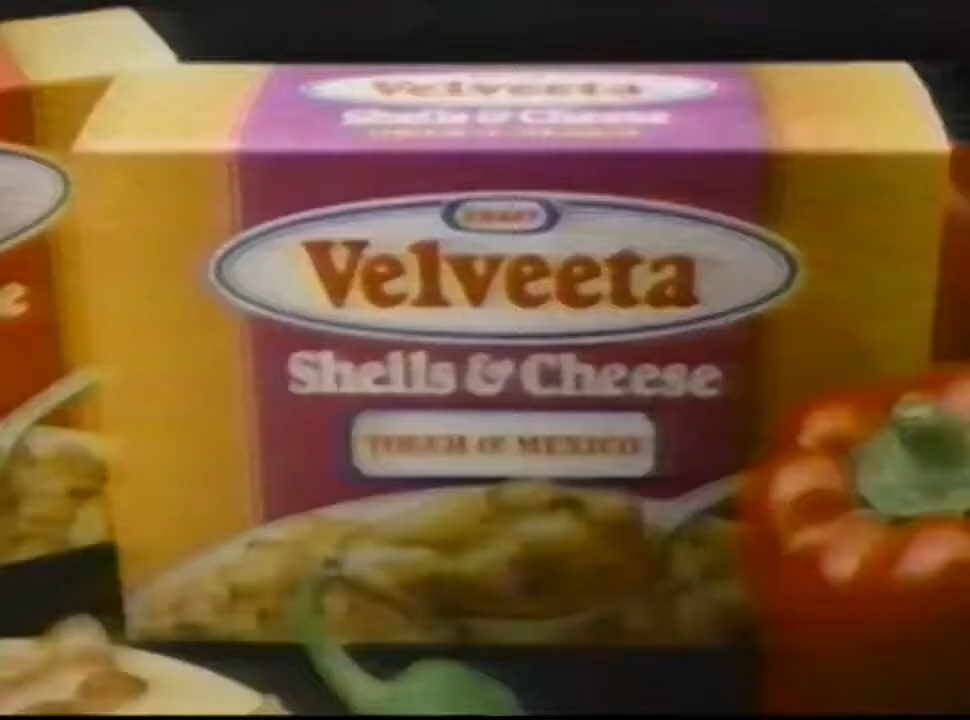 Velveeta
Shells & Cheese
KRAFT
Velveeta
Shells & Cheese
TOUCH OF MEXICO
e